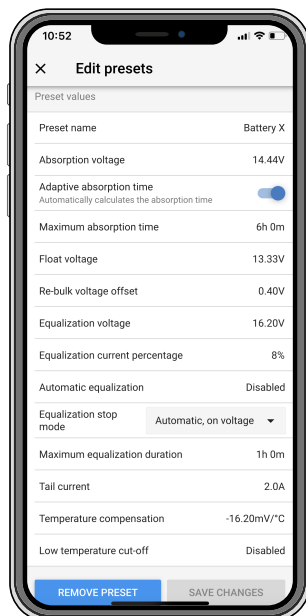 10:52
Edit presets
Preset values
Preset name Battery X
Absorption voltage 14.44V
Adaptive absorption time
Automatically calculates the absorption time
Maximum absorption time 6h 0m
Float voltage 13.33V
Re-bulk voltage offset 0.40V
Equalization voltage 16.20V
Equalization current percentage 8%
Automatic equalization Disabled
Equalization stop
mode Automatic, on voltage
Maximum equalization duration 1h 0m
Tail current 2.0A
Temperature compensation -16.20mV/°C
Low temperature cut-off Disabled
REMOVE PRESET SAVE CHANGES